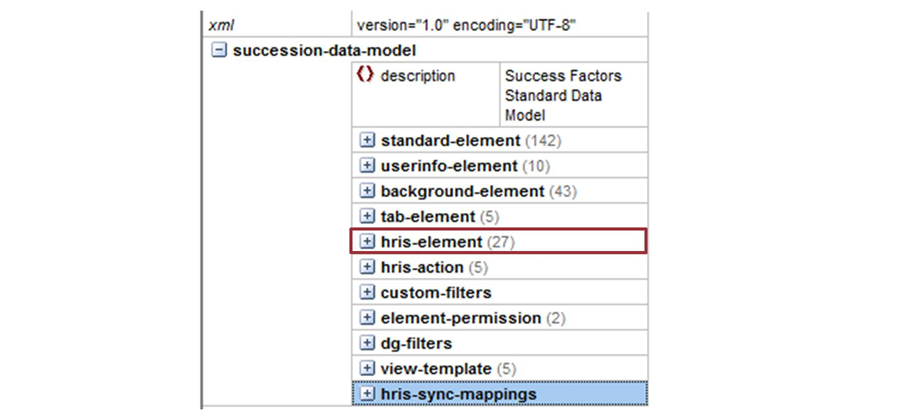 xml version="1.0" encoding="UTF-8"
succession-data-model
description Success Factors
Standard Data
Model
standard-element (142)
userinfo-element (10)
background-element (43)
tab-element (5)
hris-element (27)
hris-action (5)
custom-filters
element-permission (2)
dg-filters
view-template (5)
hris-sync-mappings